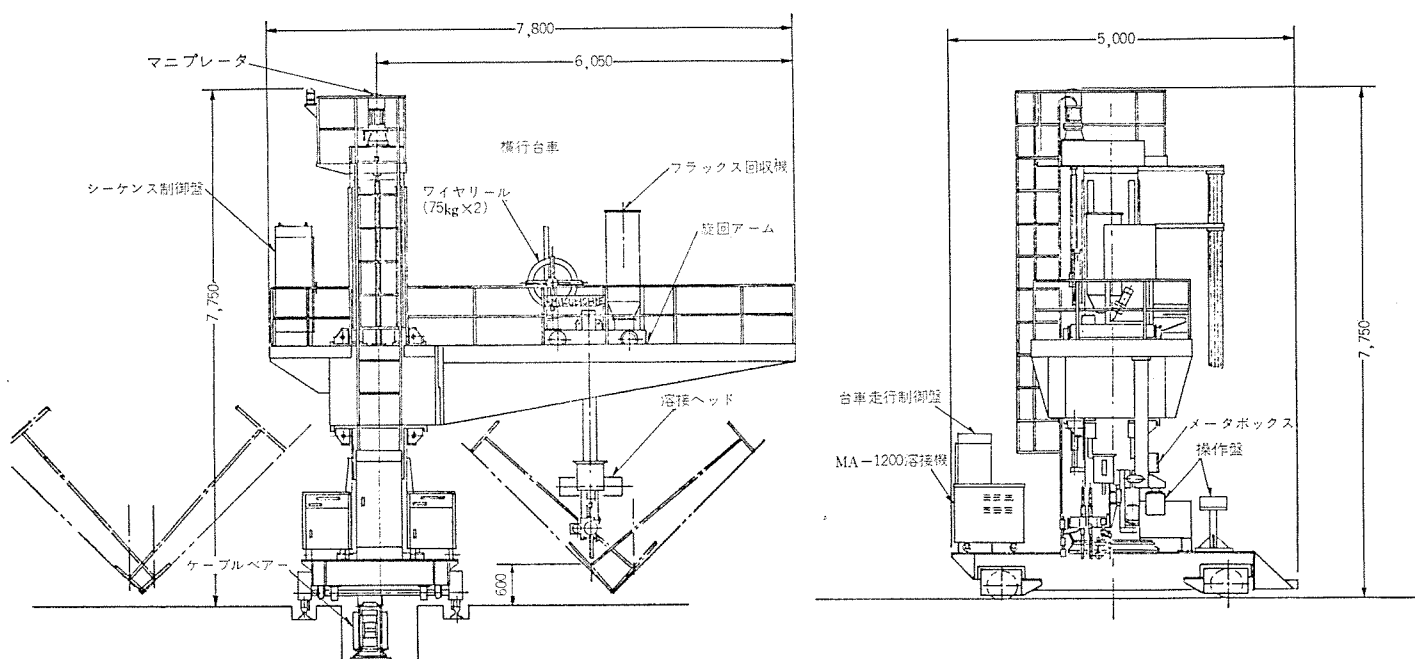 7,800
6,050
マニプレータ
横行台車
フラックス回収機
シーケンス制御盤
ワイヤリール
(75kg×2)
旋回アーム
7,750
溶接ヘッド
ケーブルベアー
600
5,000
7,750
台車走行制御盤
メータボックス
MA-1200溶接機
操作盤